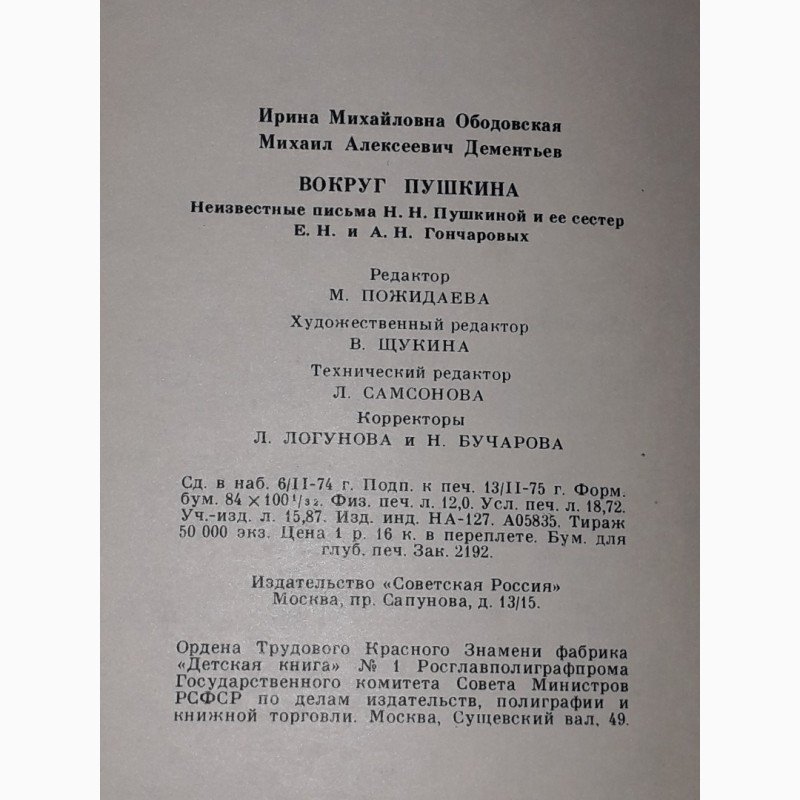 Ирина Михайловна Ободовская
Михаил Алексеевич Дементьев
ВОКРУГ ПУШКИНА
Неизвестные письма Н. Н. Пушкиной и ее сестер
Е. Н. и А. Н. Гончаровых
Редактор
М. ПОЖИДАЕВА
Художественный редактор
В. ЩУКИНА
Технический редактор
Л. САМСОНОВА
Корректоры
Л. ЛОГУНОВА и Н. БУЧАРОВА
Сд. в наб. 6/II-74 г. Подп. к печ. 13/II-75 г. Форм.
бум. 84 × 100 1/32. Физ. печ. л. 12,0. Усл. печ. л. 18,72.
Уч.-изд. л. 15,87. Изд. инд. НА-127. А05835. Тираж
50 000 экз. Цена 1 р. 16 к. в переплете. Бум. для
глуб. печ. Зак. 2192.
Издательство «Советская Россия»
Москва, пр. Сапунова, д. 13/15.
Ордена Трудового Красного Знамени фабрика
«Детская книга» № 1 Росглавполиграфпрома
Государственного комитета Совета Министров
РСФСР по делам издательств, полиграфии и
книжной торговли. Москва, Сущевский вал, 49.